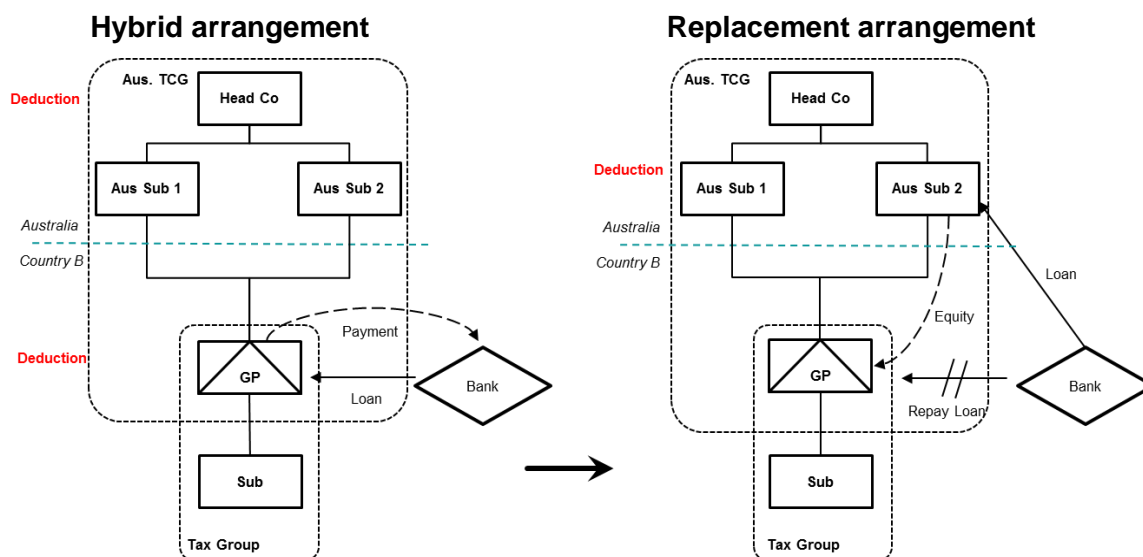 Hybrid arrangement
Aus. TCG
Deduction
Head Co
Aus Sub 1
Aus Sub 2
Australia
Country B
Payment
Deduction
GP
Loan
Bank
Sub
Tax Group
Replacement arrangement
Aus. TCG
Head Co
Deduction
Aus Sub 1
Aus Sub 2
Australia
Country B
Loan
Equity
GP
Bank
Repay Loan
Sub
Tax Group